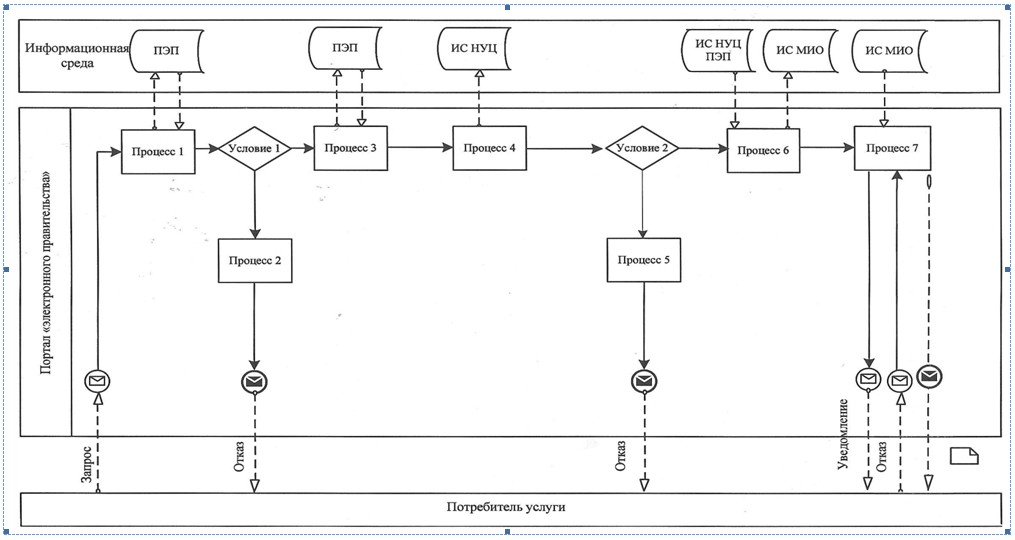 Информационная
среда
ПЭП
ПЭП
ИС НУЦ
ИС НУЦ
ПЭП
ИС МИО
ИС МИО
Портал «электронного правительства»
Процесс 1
Условие 1
Процесс 3
Процесс 4
Условие 2
Процесс 6
Процесс 7
Процесс 2
Процесс 5
Запрос
Отказ
Отказ
Уведомление
Отказ
Потребитель услуги